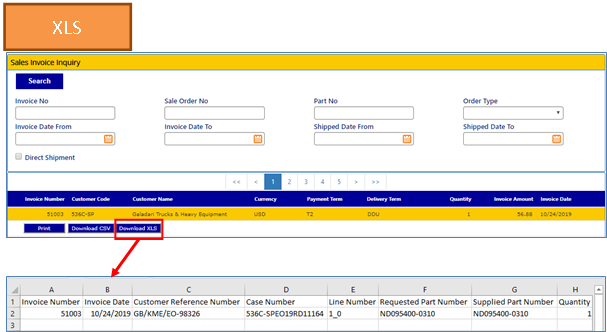 XLS
Sales Invoice Inquiry
Search
Invoice No Sale Order No Part No Order Type
Invoice Date From Invoice Date To Shipped Date From Shipped Date To
Direct Shipment
<< < 1 2 3 4 5 > >>
Invoice Number Customer Code Customer Name Currency Payment Term Delivery Term Quantity Invoice Amount Invoice Date
51003 536C-SP Galadan Trucks & Heavy Equipment USD T2 DDU 1 56.88 10/24/2019
Print Download CSV Download XLS
A B C D E F G H
1 Invoice Number Invoice Date Customer Reference Number Case Number Line Number Requested Part Number Supplied Part Number Quantity
2 51003 10/24/2019 GB/KME/EO-98326 536C-SPEO19RD11164 1_0 ND095400-0310 ND095400-0310 1
3